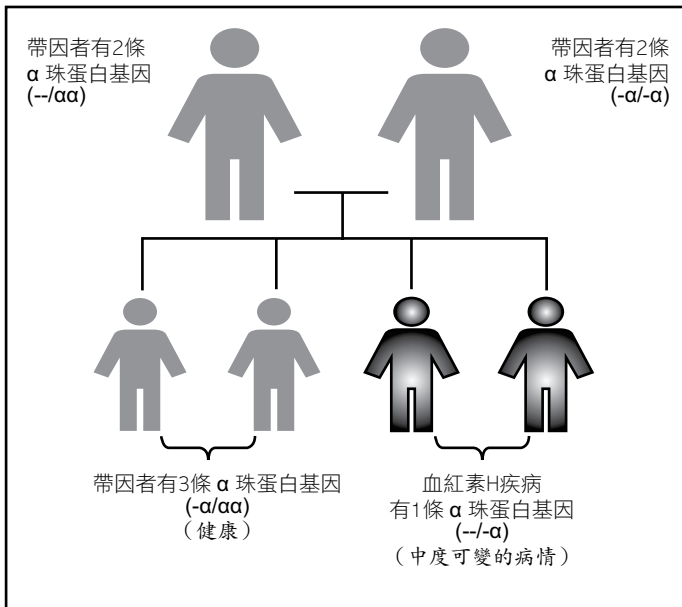 帶因者有2條
α 珠蛋白基因
(--/αα)
帶因者有2條
α 珠蛋白基因
(-α/-α)
帶因者有3條 α 珠蛋白基因
(-α/αα)
（健康）
血紅素H疾病
有1條 α 珠蛋白基因
(--/-α)
（中度可變的病情）